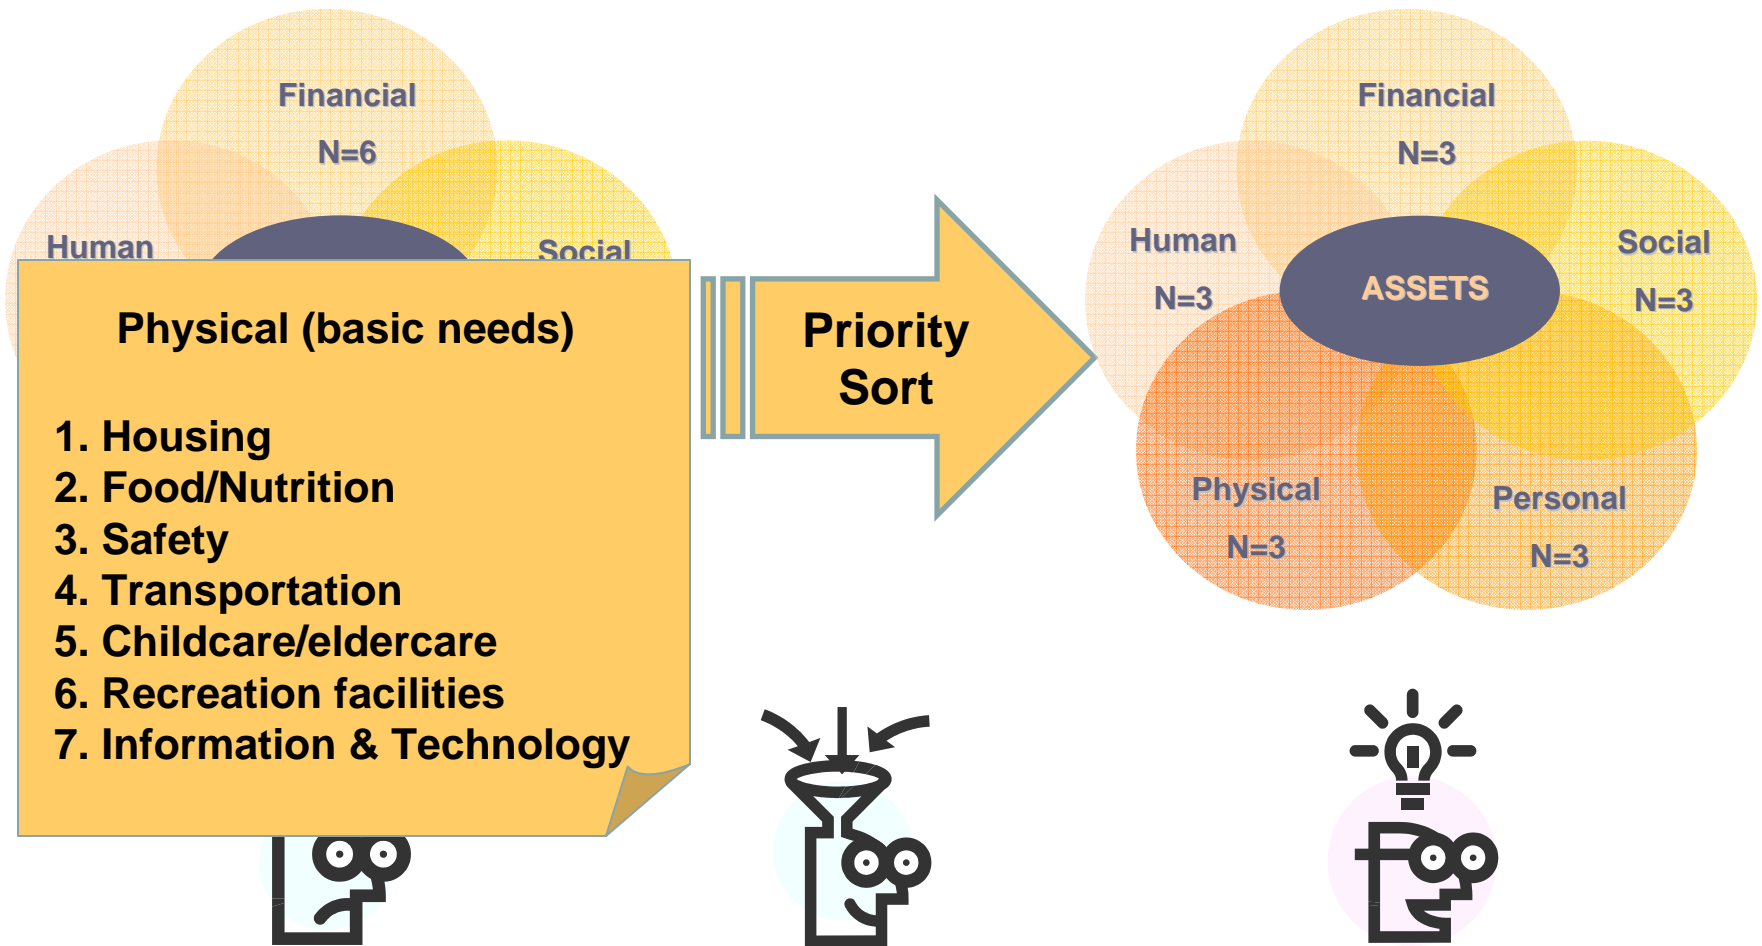 Financial
N=6
Human
Social
Physical (basic needs)
1. Housing
2. Food/Nutrition
3. Safety
4. Transportation
5. Childcare/eldercare
6. Recreation facilities
7. Information & Technology
Priority
Sort
Financial
N=3
Human
N=3
Social
N=3
ASSETS
Physical
N=3
Personal
N=3